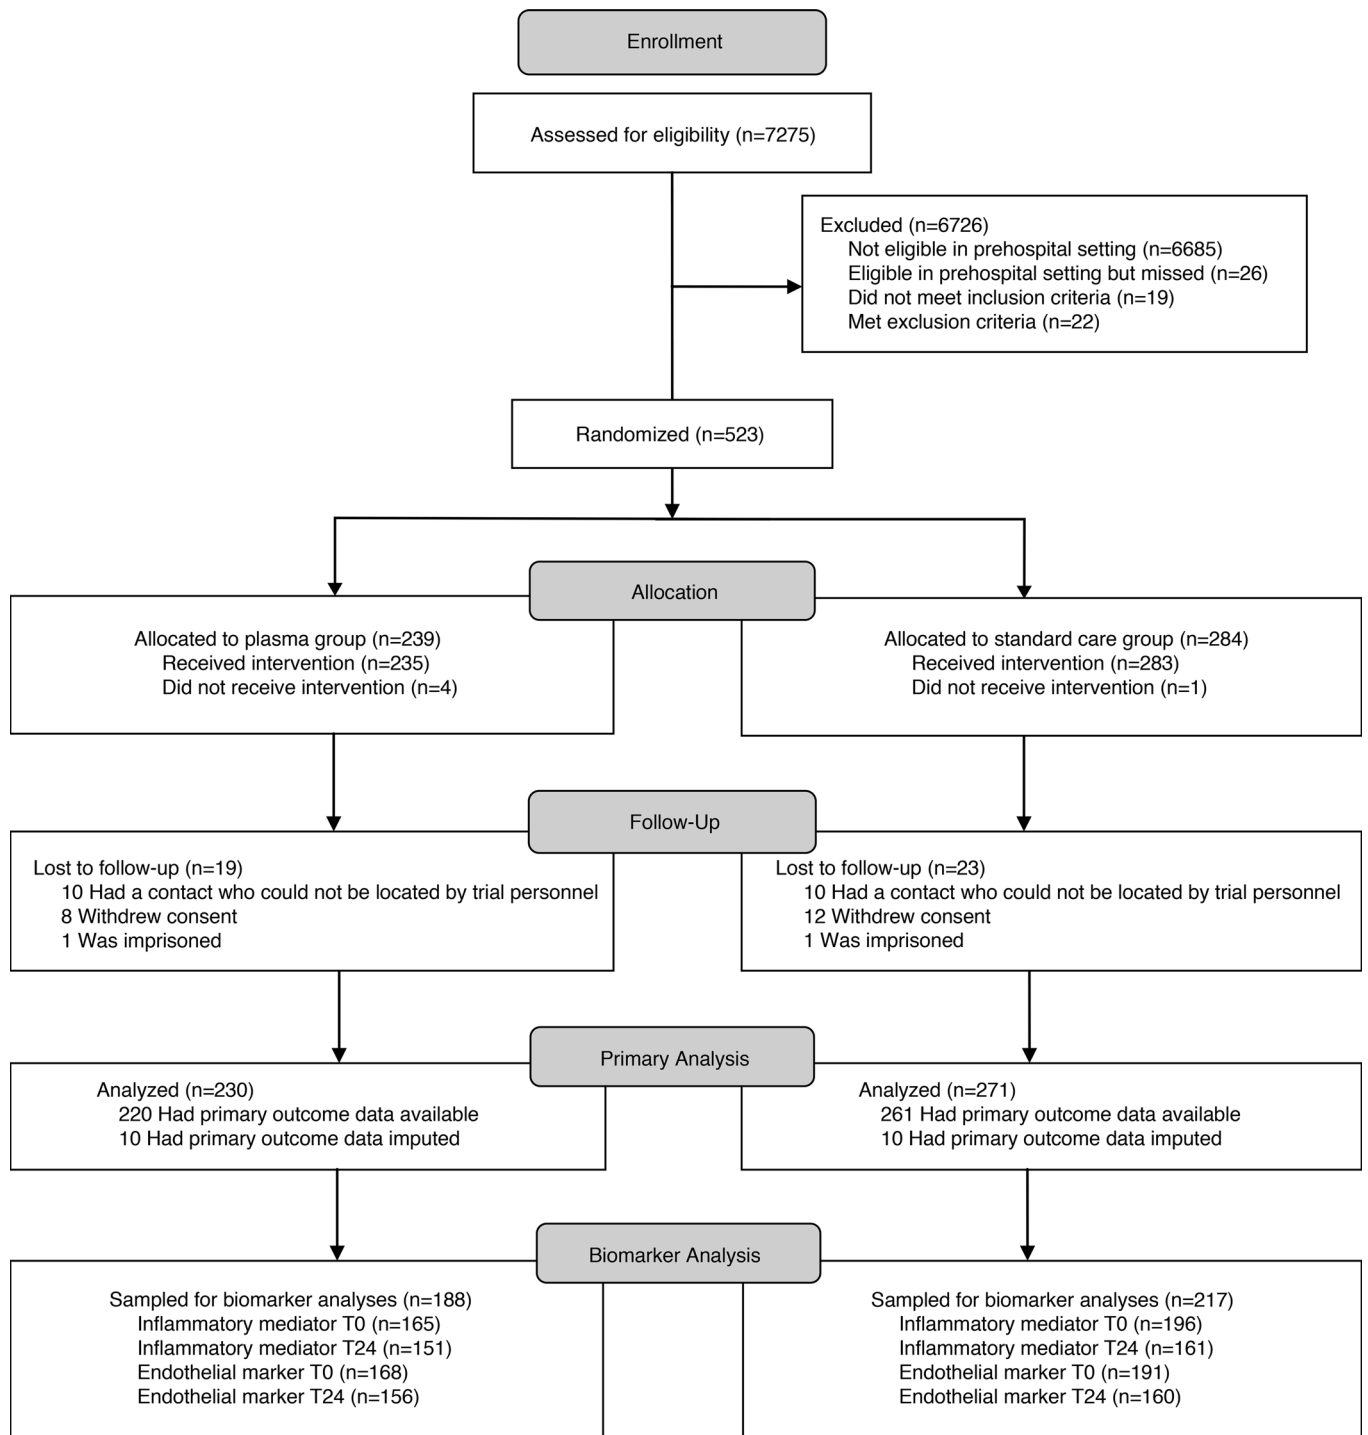 Enrollment
Assessed for eligibility (n=7275)
Excluded (n=6726)
Not eligible in prehospital setting (n=6685)
Eligible in prehospital setting but missed (n=26)
Did not meet inclusion criteria (n=19)
Met exclusion criteria (n=22)
Randomized (n=523)
Allocation
Allocated to plasma group (n=239)
Received intervention (n=235)
Did not receive intervention (n=4)
Allocated to standard care group (n=284)
Received intervention (n=283)
Did not receive intervention (n=1)
Follow-Up
Lost to follow-up (n=19)
10 Had a contact who could not be located by trial personnel
8 Withdrew consent
1 Was imprisoned
Lost to follow-up (n=23)
10 Had a contact who could not be located by trial personnel
12 Withdrew consent
1 Was imprisoned
Primary Analysis
Analyzed (n=230)
220 Had primary outcome data available
10 Had primary outcome data imputed
Analyzed (n=271)
261 Had primary outcome data available
10 Had primary outcome data imputed
Biomarker Analysis
Sampled for biomarker analyses (n=188)
Inflammatory mediator T0 (n=165)
Inflammatory mediator T24 (n=151)
Endothelial marker T0 (n=168)
Endothelial marker T24 (n=156)
Sampled for biomarker analyses (n=217)
Inflammatory mediator T0 (n=196)
Inflammatory mediator T24 (n=161)
Endothelial marker T0 (n=191)
Endothelial marker T24 (n=160)